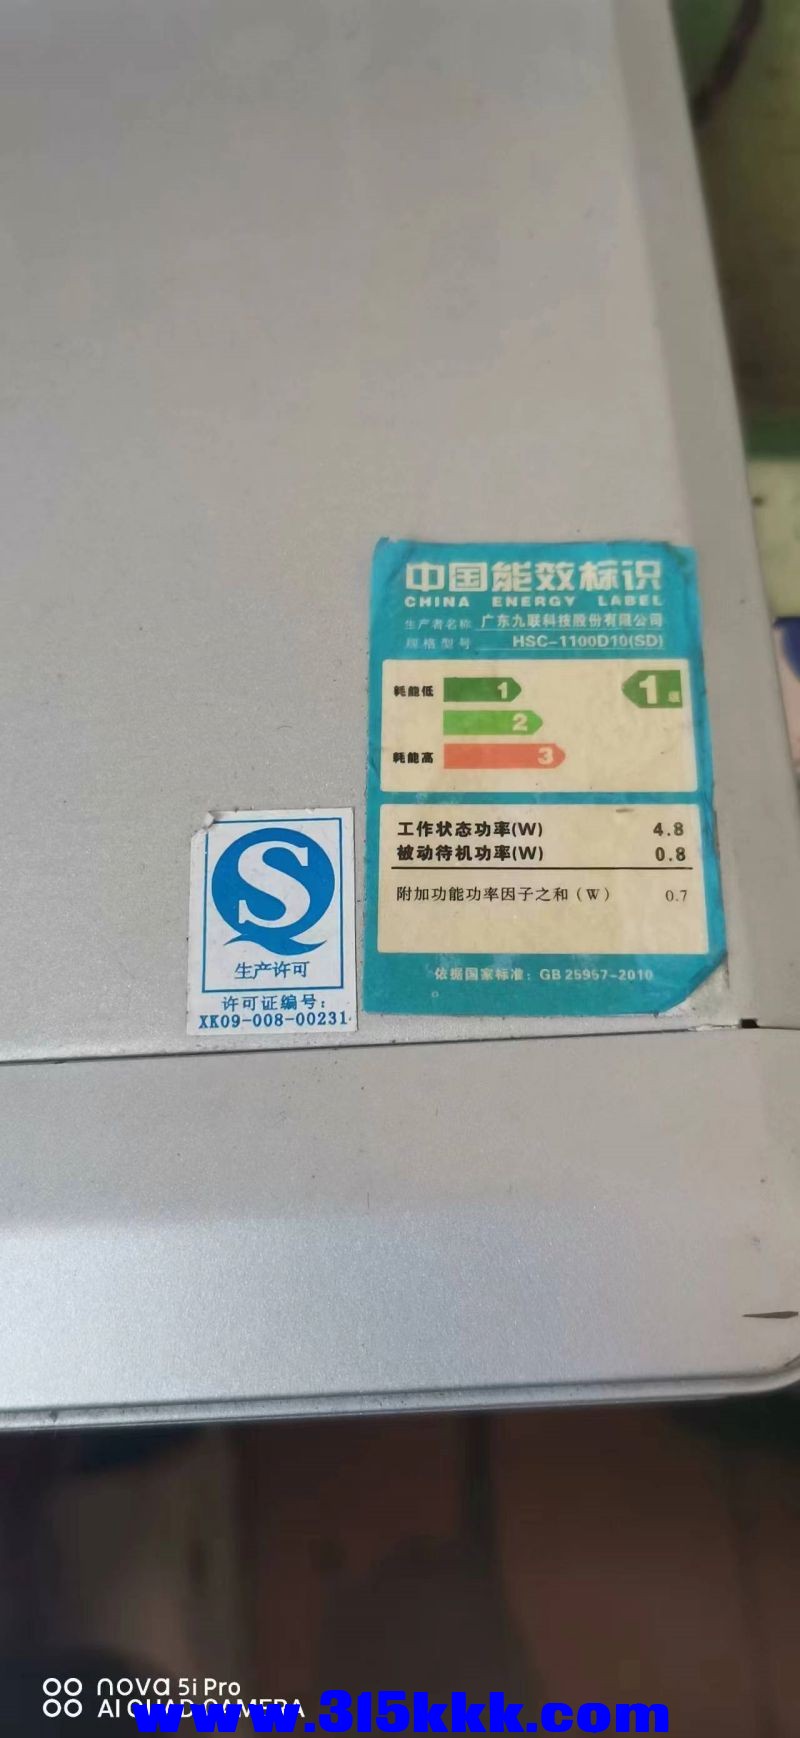 中国能效标识
CHINA ENERGY LABEL
生产者名称 广东九联科技股份有限公司
规格型号 HSC-1100D10(SD)
耗能低 1 1级
2
耗能高 3
工作状态功率(W) 4.8
被动待机功率(W) 0.8
附加功能功率因子之和（W） 0.7
依据国家标准：GB 25957-2010
S
生产许可
许可证编号：
XK09-008-00231
nova 5i Pro
AI QUAD CAMERA
www.315kkk.com